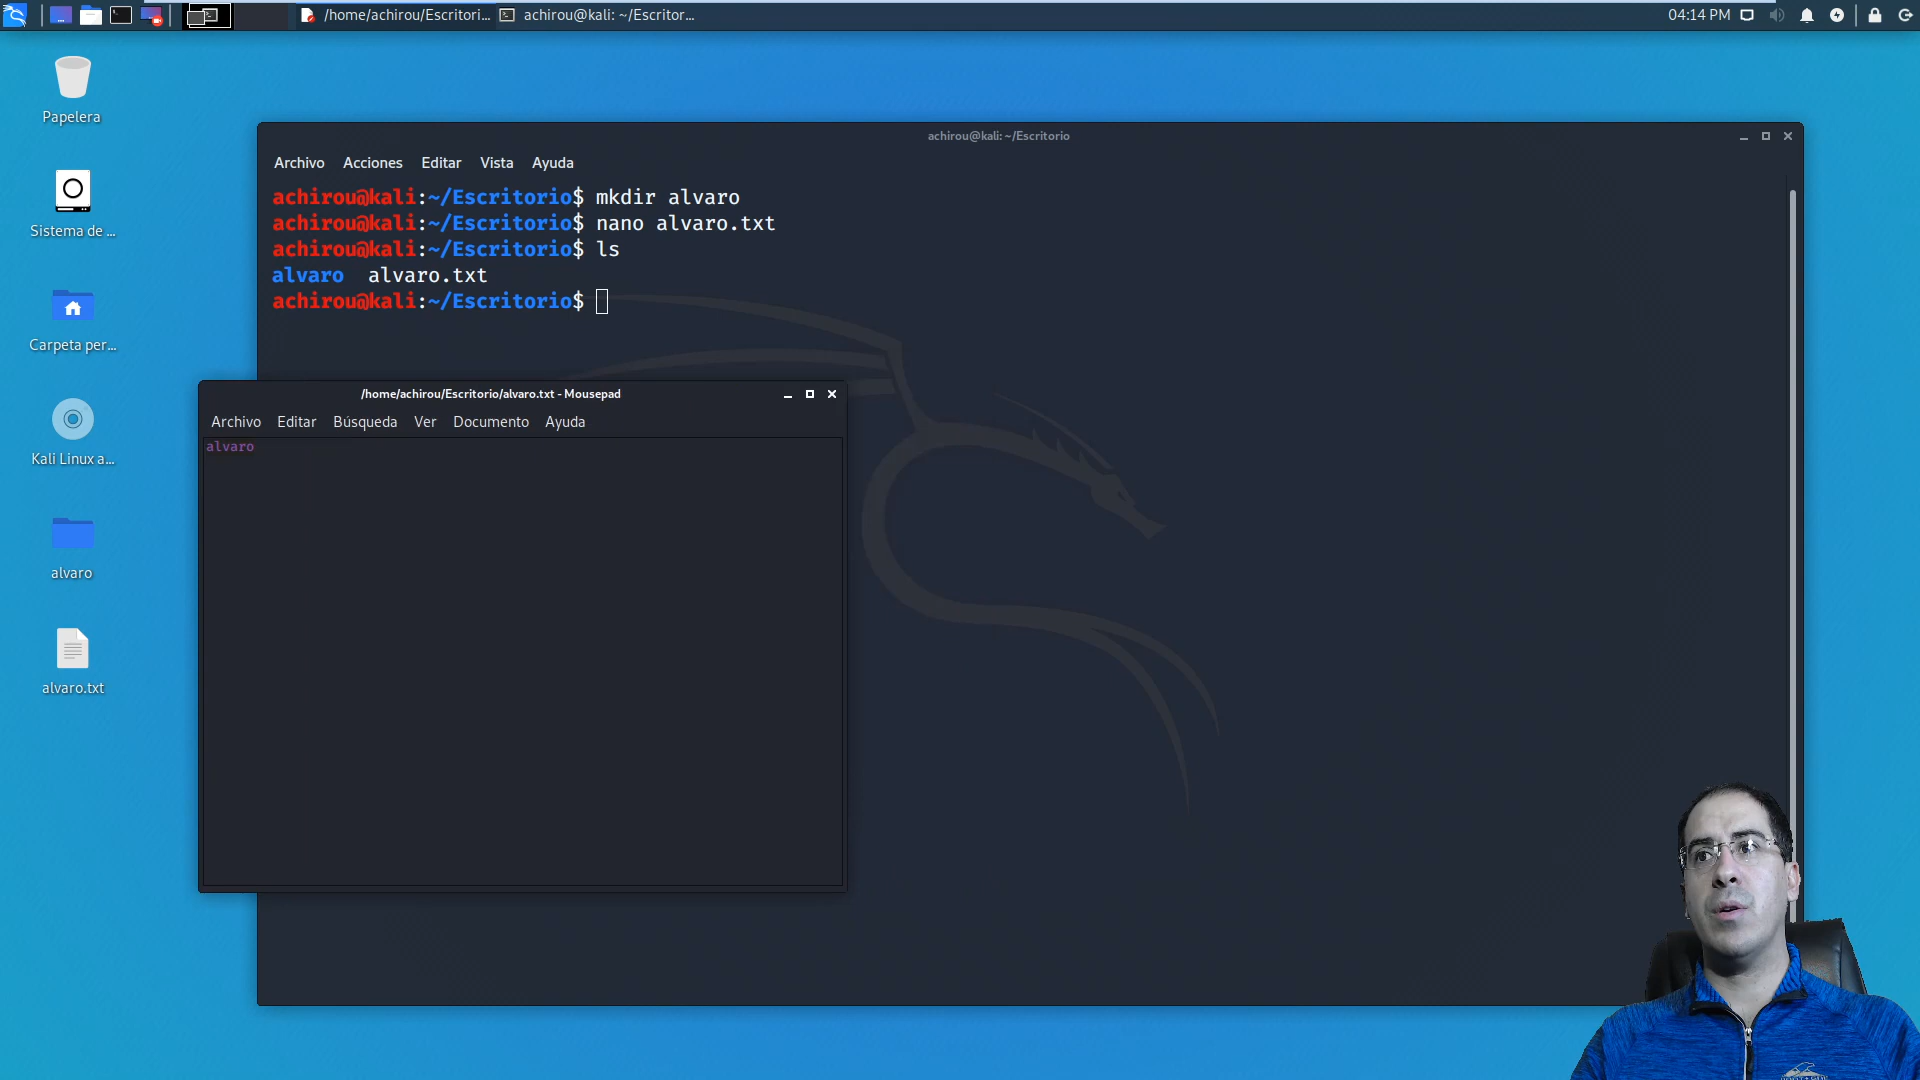 /home/achirou/Escritori... achirou@kali: ~/Escritor... 04:14 PM
Papelera
Sistema de ...
Carpeta per...
Kali Linux a...
alvaro
alvaro.txt
achirou@kali: ~/Escritorio
Archivo Acciones Editar Vista Ayuda
achirou@kali:~/Escritorio$ mkdir alvaro
achirou@kali:~/Escritorio$ nano alvaro.txt
achirou@kali:~/Escritorio$ ls
alvaro alvaro.txt
achirou@kali:~/Escritorio$
/home/achirou/Escritorio/alvaro.txt - Mousepad
Archivo Editar Búsqueda Ver Documento Ayuda
alvaro